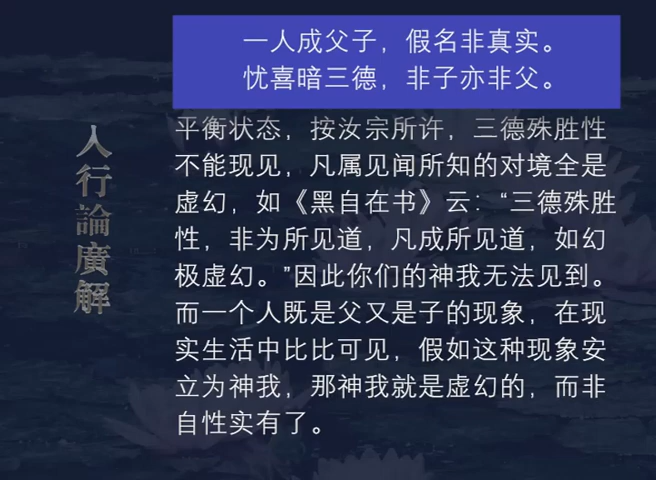 一人成父子，假名非真实。
忧喜暗三德，非子亦非父。
人行論廣解
平衡状态，按汝宗所许，三德殊胜性
不能现见，凡属见闻所知的对境全是
虚幻，如《黑自在书》云：“三德殊胜
性，非为所见道，凡成所见道，如幻
极虚幻。”因此你们的神我无法见到。
而一个人既是父又是子的现象，在现
实生活中比比可见，假如这种现象安
立为神我，那神我就是虚幻的，而非
自性实有了。